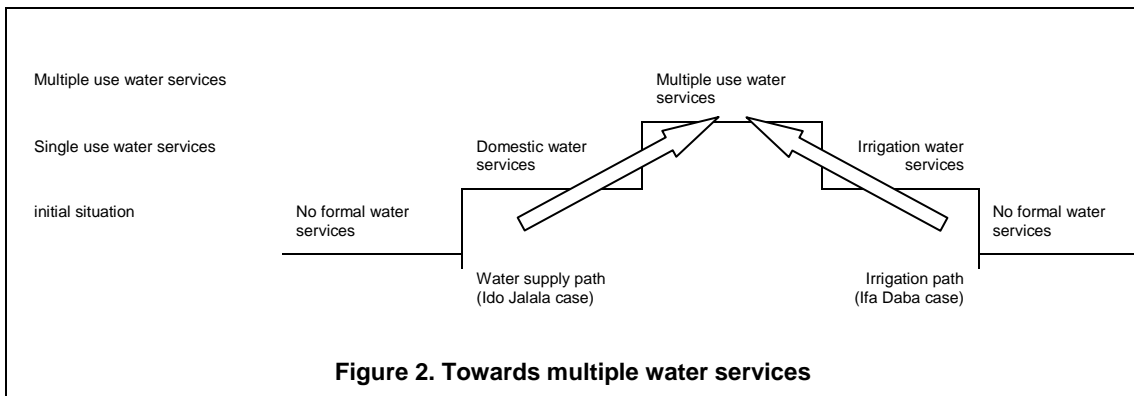 Multiple use water services
Multiple use water
services
Single use water services
Domestic water
services
Irrigation water
services
initial situation
No formal water
services
No formal water
services
Water supply path
(Ido Jalala case)
Irrigation path
(Ifa Daba case)
Figure 2. Towards multiple water services